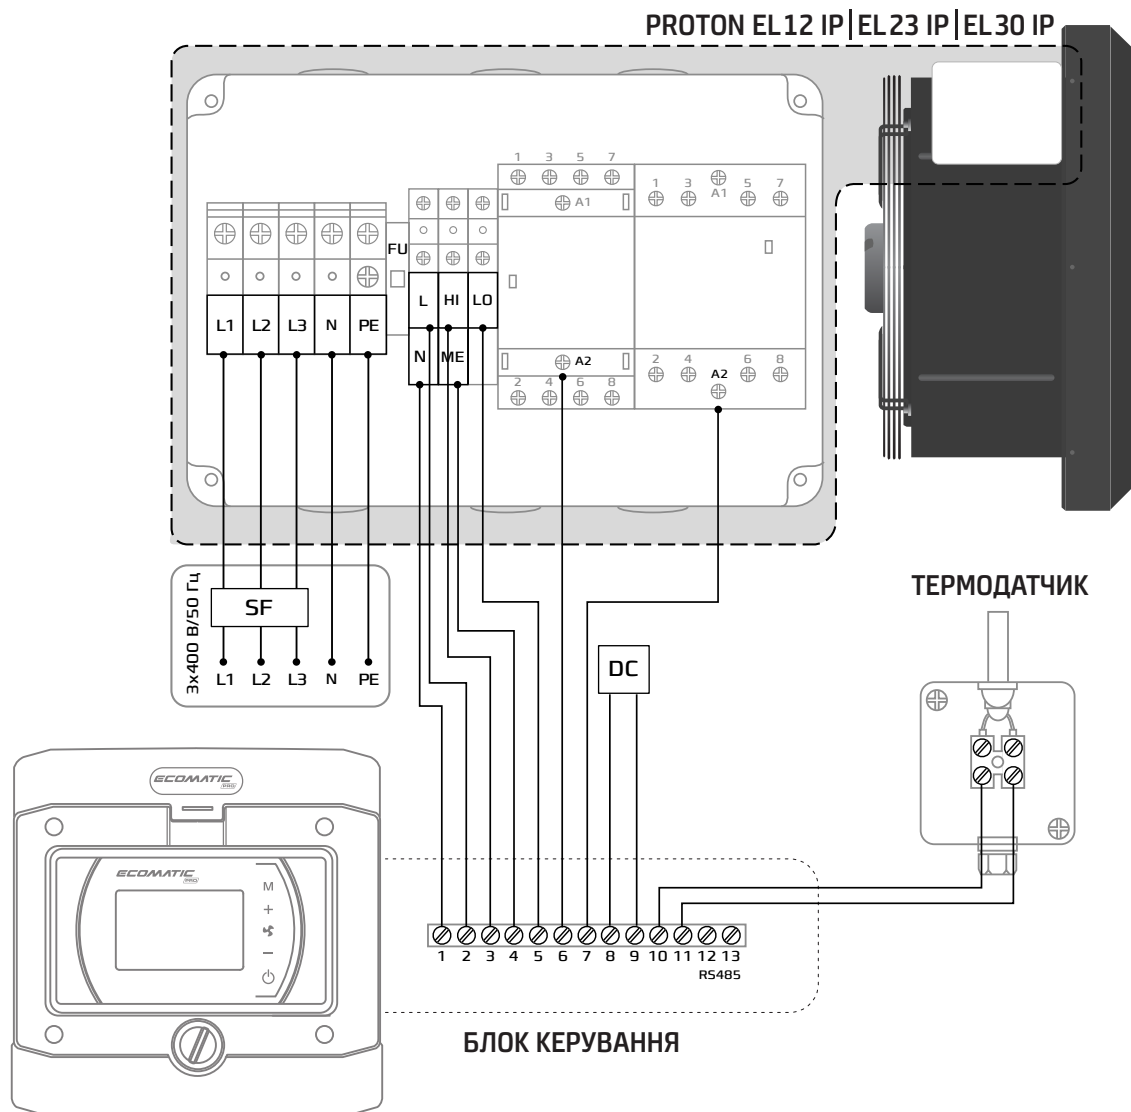 PROTON EL12 IP|EL23 IP|EL30 IP
1 3 5 7
A1
1 3 A1 5 7
FU
L1 L2 L3 N PE
L HI LO
N ME
A2
2 4 6 8
2 4 A2 6 8
3x400 В/50 Гц
SF
L1 L2 L3 N PE
DC
ТЕРМОДАТЧИК
ECOMATIC PRO
ECOMATIC PRO
M
+
−
1 2 3 4 5 6 7 8 9 10 11 12 13
RS485
БЛОК КЕРУВАННЯ